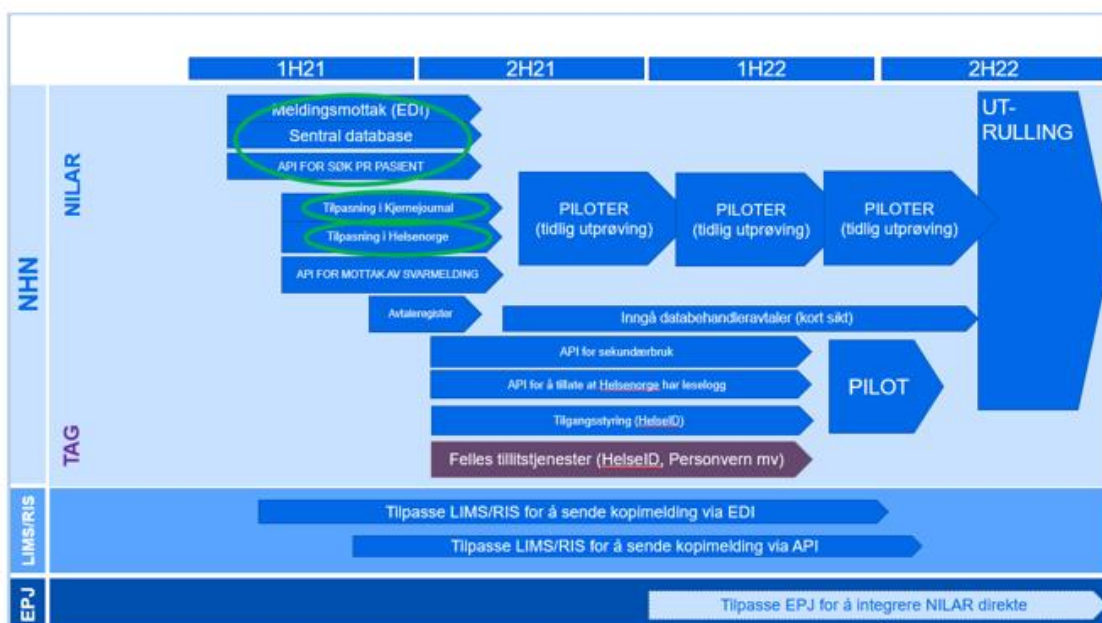 1H21
2H21
1H22
2H22
NHN
NILAR
Meldingsmottak (EDI)
Sentral database
API FOR SØK PR PASIENT
Tilpasning i Kjernejournal
Tilpasning i Helsenorge
API FOR MOTTAK AV SVARMELDING
Avtaleregister
PILOTER
(tidlig utprøving)
PILOTER
(tidlig utprøving)
PILOTER
(tidlig utprøving)
UT-
RULLING
Inngå databehandleravtaler (kort sikt)
API for sekundærbruk
API for å tillate at Helsenorge har leselogg
Tilgangsstyring (HelseID)
PILOT
TAG
Felles tillitstjenester (HelseID, Personvern mv)
LIMS/RIS
Tilpasse LIMS/RIS for å sende kopimelding via EDI
Tilpasse LIMS/RIS for å sende kopimelding via API
EPJ
Tilpasse EPJ for å integrere NILAR direkte